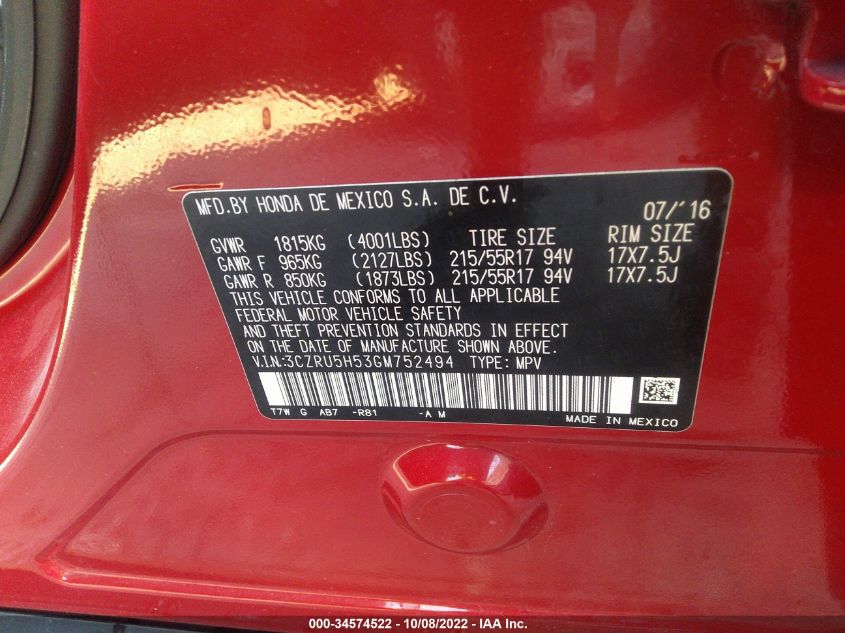 MFD.BY HONDA DE MEXICO S.A. DE C.V.
07/'16
GVWR 1815KG (4001LBS) TIRE SIZE RIM SIZE
GAWR F 965KG (2127LBS) 215/55R17 94V 17X7.5J
GAWR R 850KG (1873LBS) 215/55R17 94V 17X7.5J
THIS VEHICLE CONFORMS TO ALL APPLICABLE
FEDERAL MOTOR VEHICLE SAFETY
AND THEFT PREVENTION STANDARDS IN EFFECT
ON THE DATE OF MANUFACTURE SHOWN ABOVE.
V.I.N:3CZRU5H53GM752494 TYPE: MPV
T7W G AB7 -R81 -A M
MADE IN MEXICO
000-34574522 - 10/08/2022 - IAA Inc.